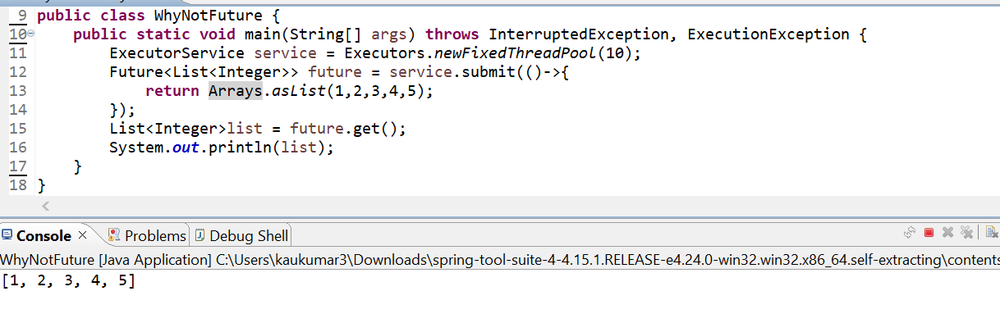 9 public class WhyNotFuture {
10 public static void main(String[] args) throws InterruptedException, ExecutionException {
11 ExecutorService service = Executors.newFixedThreadPool(10);
12 Future<List<Integer>> future = service.submit(()->{
13 return Arrays.asList(1,2,3,4,5);
14 });
15 List<Integer>list = future.get();
16 System.out.println(list);
17 }
18 }
Console Problems Debug Shell
WhyNotFuture [Java Application] C:\Users\kaukumar3\Downloads\spring-tool-suite-4-4.15.1.RELEASE-e4.24.0-win32.win32.x86_64.self-extracting\contents
[1, 2, 3, 4, 5]